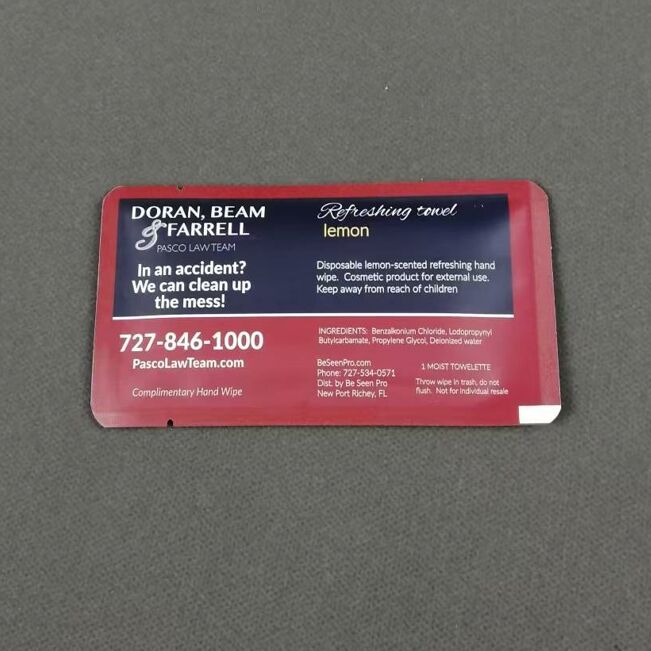 DORAN, BEAM
& FARRELL
PASCO LAW TEAM
In an accident?
We can clean up
the mess!
727-846-1000
PascoLawTeam.com
Complimentary Hand Wipe
Refreshing towel
lemon
Disposable lemon-scented refreshing hand
wipe. Cosmetic product for external use.
Keep away from reach of children
INGREDIENTS: Benzalkonium Chloride, Lodopropynyl
Butylcarbamate, Propylene Glycol, Deionized water
BeSeenPro.com
Phone: 727-534-0571
Dist. by Be Seen Pro
New Port Richey, FL
1 MOIST TOWELETTE
Throw wipe in trash, do not
flush. Not for individual resale